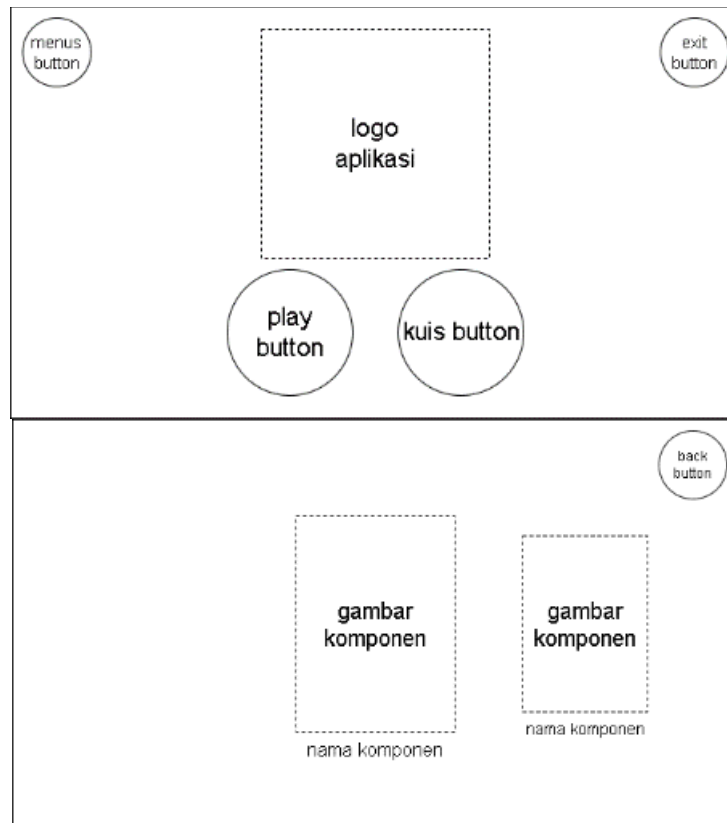 menus
button
exit
button
logo
aplikasi
play
button
kuis button
back
button
gambar
komponen
gambar
komponen
nama komponen
nama komponen